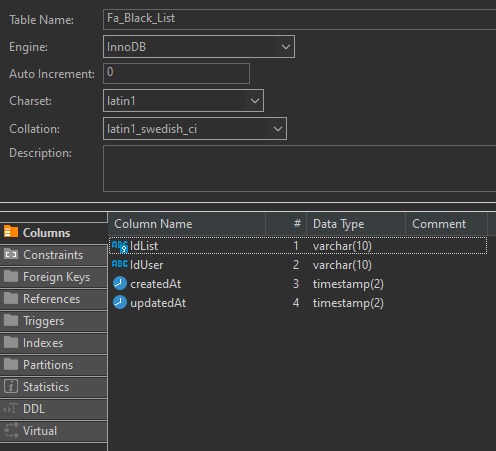 Table Name: Fa_Black_List
Engine: InnoDB
Auto Increment: 0
Charset: latin1
Collation: latin1_swedish_ci
Description:
Columns
Constraints
Foreign Keys
References
Triggers
Indexes
Partitions
Statistics
DDL
Virtual
Column Name # Data Type Comment
ABC IdList 1 varchar(10)
ABC IdUser 2 varchar(10)
createdAt 3 timestamp(2)
updatedAt 4 timestamp(2)